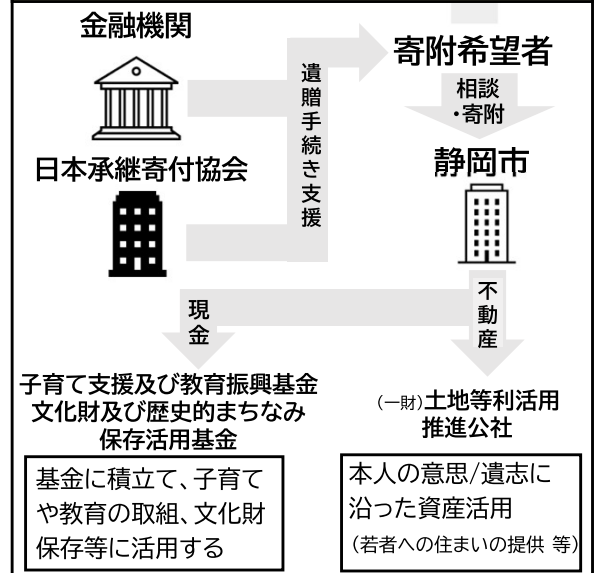 金融機関
日本承継寄付協会
遺贈手続き支援
寄附希望者
相談
・寄附
静岡市
現金
不動産
子育て支援及び教育振興基金
文化財及び歴史的まちなみ
保存活用基金
基金に積立て、子育て
や教育の取組、文化財
保存等に活用する
（一財）土地等利活用
推進公社
本人の意思/遺志に
沿った資産活用
（若者への住まいの提供 等）